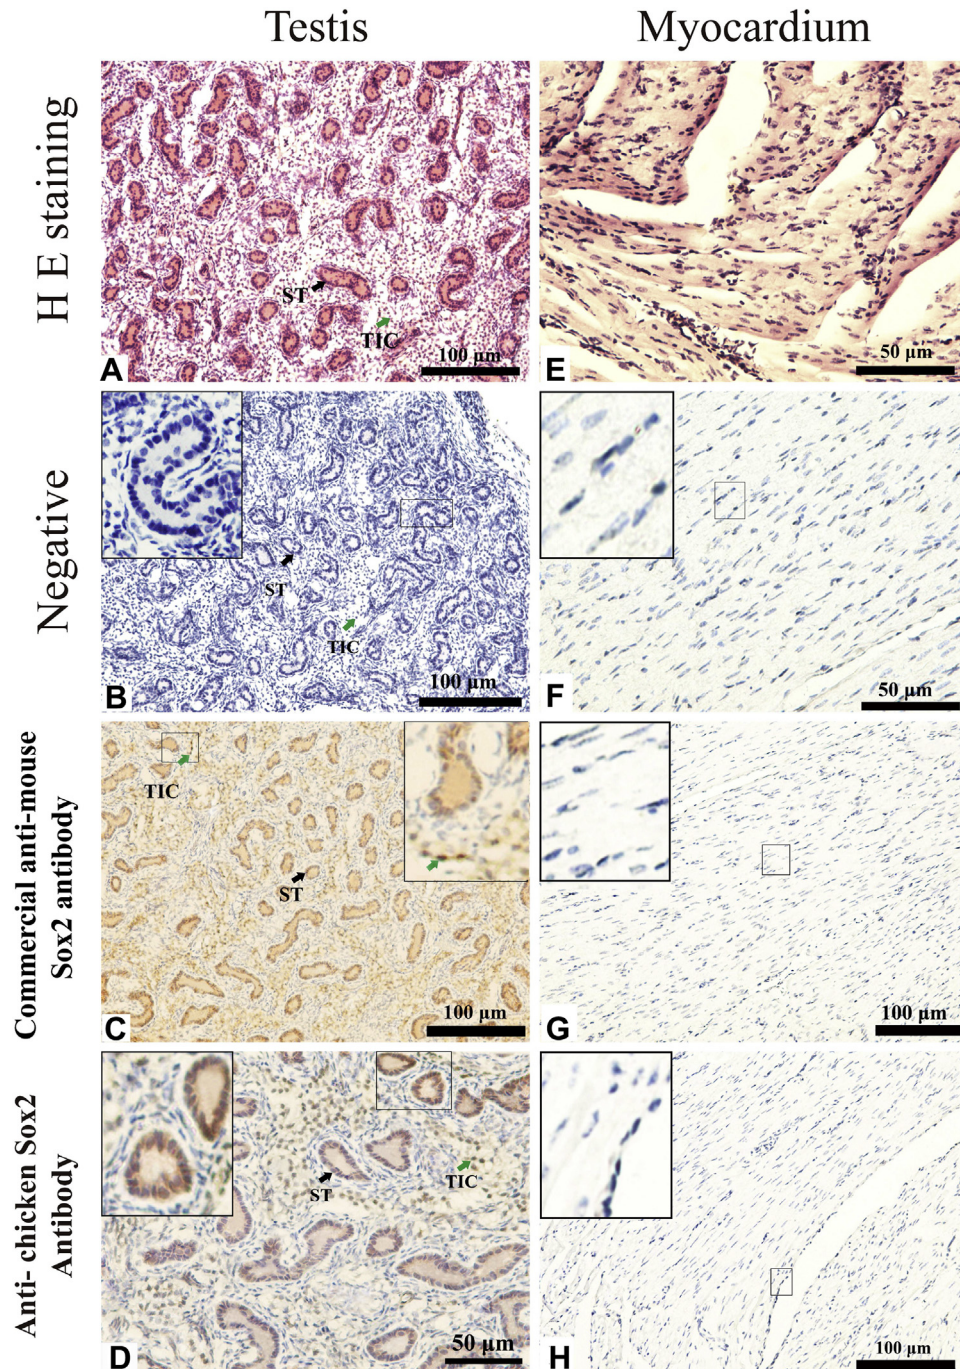 Testis
Myocardium
H E staining
ST
TIC
100 µm
A
50 µm
E
Negative
ST
TIC
100 µm
B
50 µm
F
Commercial anti-mouse
Sox2 antibody
TIC
ST
100 µm
C
100 µm
G
Anti- chicken Sox2
Antibody
ST
TIC
50 µm
D
100 µm
H